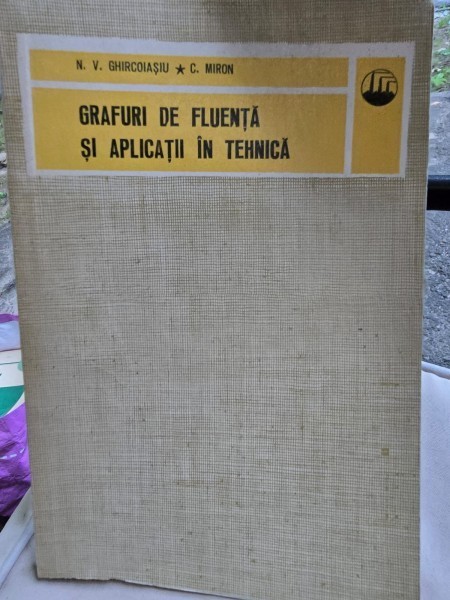 N. V. GHIRCOIAȘIU ★ C. MIRON
GRAFURI DE FLUENȚĂ
ȘI APLICAȚII ÎN TEHNICĂ